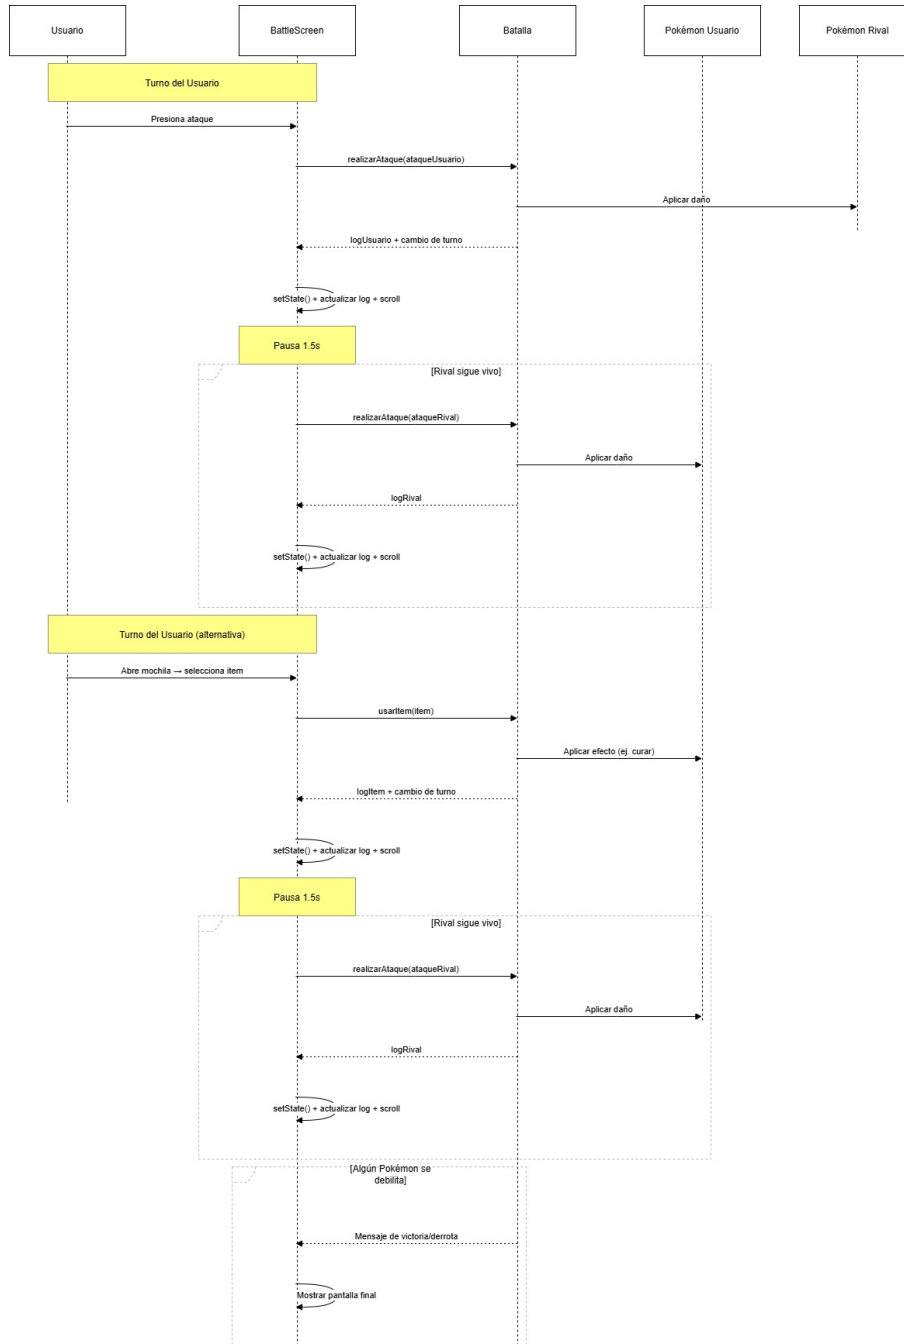 Usuario
BattleScreen
Batalla
Pokémon Usuario
Pokémon Rival
Turno del Usuario
Presiona ataque
realizarAtaque(ataqueUsuario)
Aplicar daño
logUsuario + cambio de turno
setState() + actualizar log + scroll
Pausa 1.5s
[Rival sigue vivo]
realizarAtaque(ataqueRival)
Aplicar daño
logRival
setState() + actualizar log + scroll
Turno del Usuario (alternativa)
Abre mochila → selecciona item
usarItem(item)
Aplicar efecto (ej. curar)
logItem + cambio de turno
setState() + actualizar log + scroll
Pausa 1.5s
[Rival sigue vivo]
realizarAtaque(ataqueRival)
Aplicar daño
logRival
setState() + actualizar log + scroll
[Algún Pokémon se
debilita]
Mensaje de victoria/derrota
Mostrar pantalla final